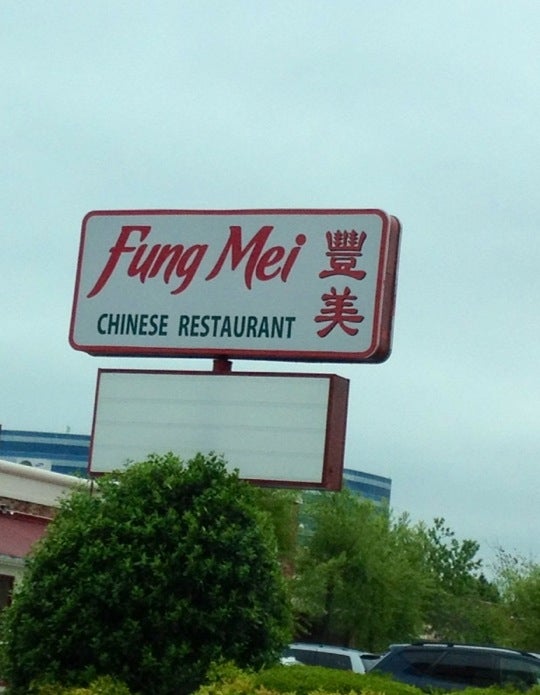 Fung Mei
豐美
CHINESE RESTAURANT